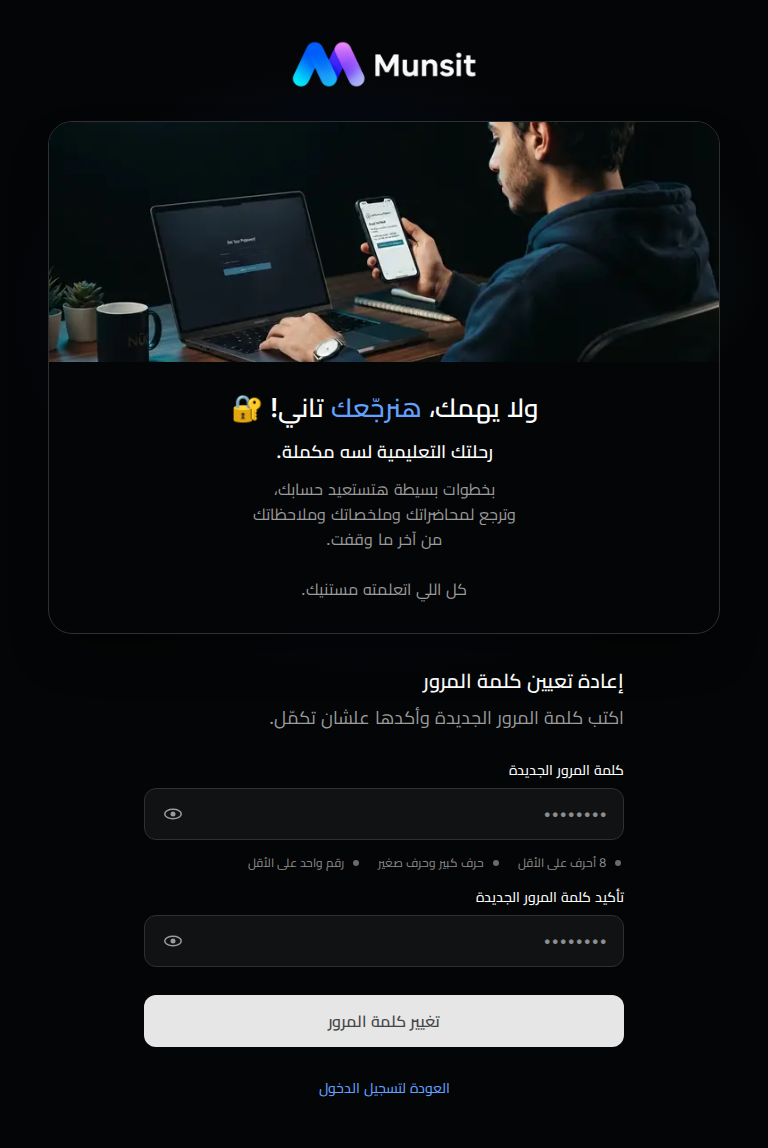 Munsit
ولا يهمك، هنرجّعك تاني! 🔐
رحلتك التعليمية لسه مكملة.
بخطوات بسيطة هتستعيد حسابك،
وترجع لمحاضراتك وملخصاتك وملاحظاتك
من آخر ما وقفت.
كل اللي اتعلمته مستنيك.
إعادة تعيين كلمة المرور
اكتب كلمة المرور الجديدة وأكدها علشان تكمّل.
كلمة المرور الجديدة
••••••••
8 أحرف على الأقل
حرف كبير وحرف صغير
رقم واحد على الأقل
تأكيد كلمة المرور الجديدة
••••••••
تغيير كلمة المرور
العودة لتسجيل الدخول